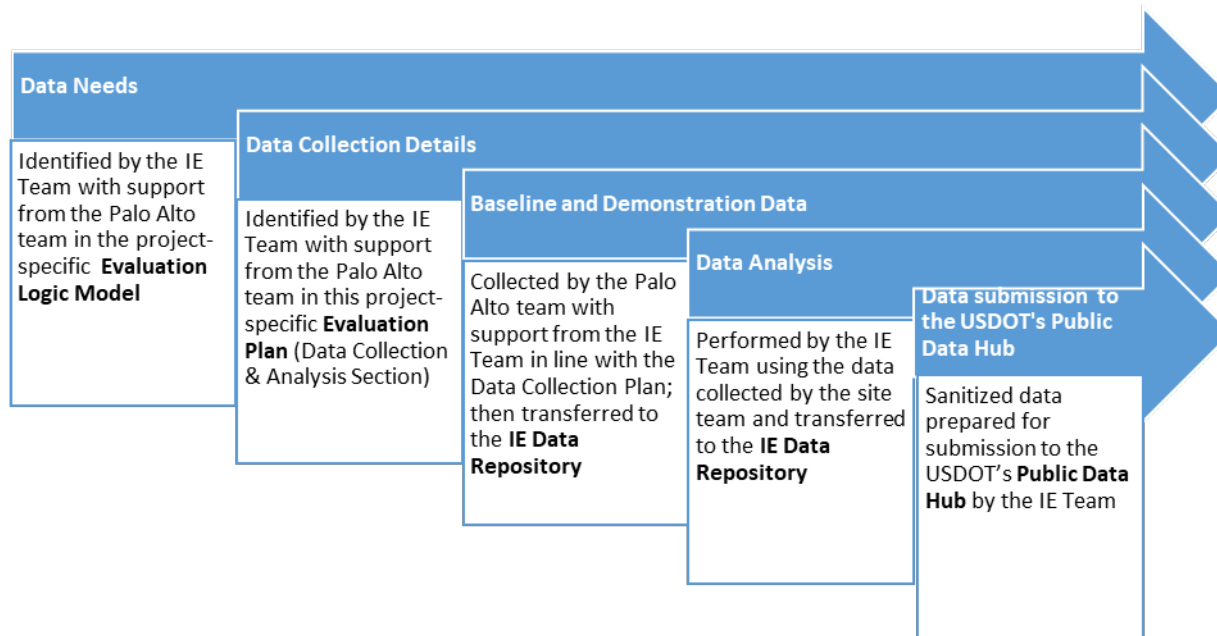 Data Needs
Identified by the IE
Team with support
from the Palo Alto
team in the project-
specific Evaluation
Logic Model
Data Collection Details
Identified by the IE
Team with support
from the Palo Alto
team in this project-
specific Evaluation
Plan (Data Collection
& Analysis Section)
Baseline and Demonstration Data
Collected by the Palo
Alto team with
support from the IE
Team in line with the
Data Collection Plan;
then transferred to
the IE Data
Repository
Data Analysis
Performed by the IE
Team using the data
collected by the site
team and transferred
to the IE Data
Repository
Data submission to
the USDOT's Public
Data Hub
Sanitized data
prepared for
submission to the
USDOT’s Public Data
Hub by the IE Team